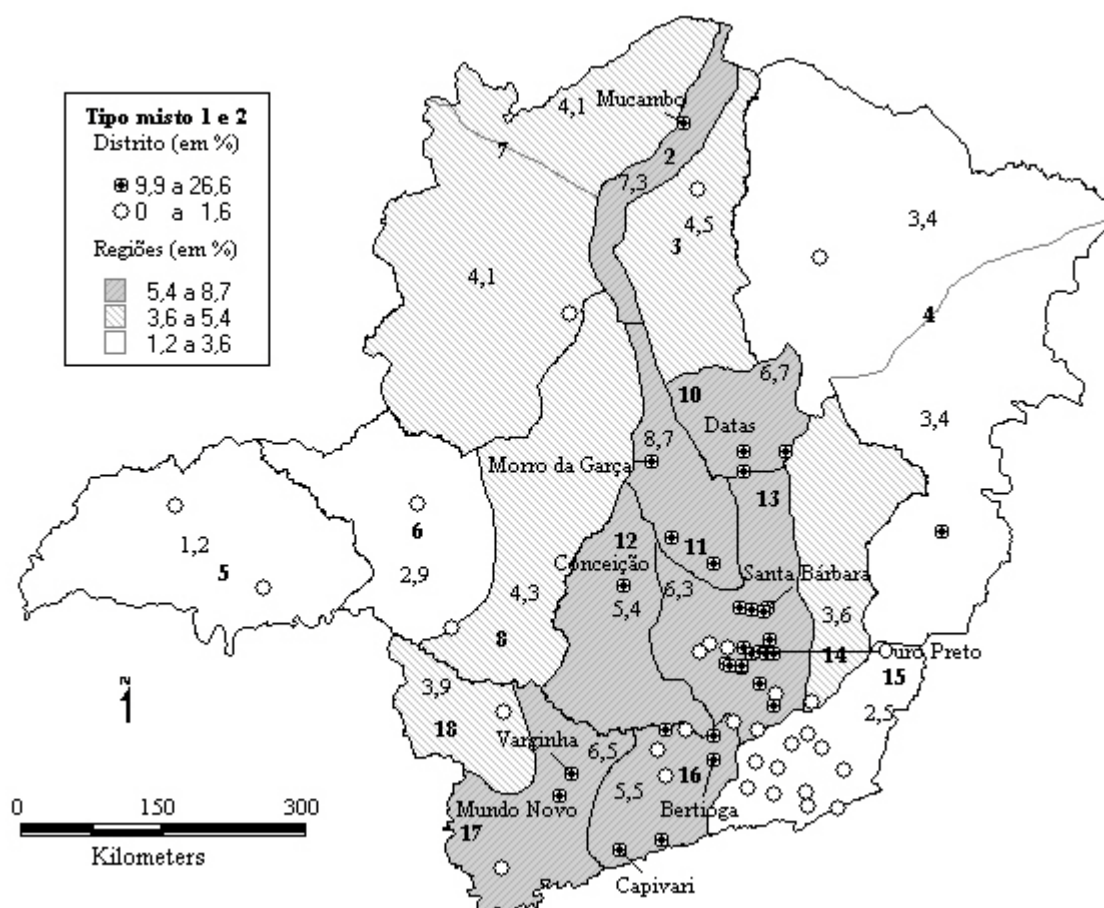 Tipo misto 1 e 2
Distrito (em %)
9,9 a 26,6
0 a 1,6
Regiões (em %)
5,4 a 8,7
3,6 a 5,4
1,2 a 3,6
4,1
Mucambo
7
2
7,3
4,5
3
3,4
4,1
4
6,7
10
Datas
3,4
8,7
Morro da Garça
13
6
12
11
1,2
5
Conceição
6,3
Santa Bárbara
2,9
4,3
5,4
3,6
8
14
Ouro Preto
15
N
3,9
2,5
18
Varginha
6,5
16
5,5
0 150 300
Mundo Novo
Bertioga
17
Kilometers
Capivari